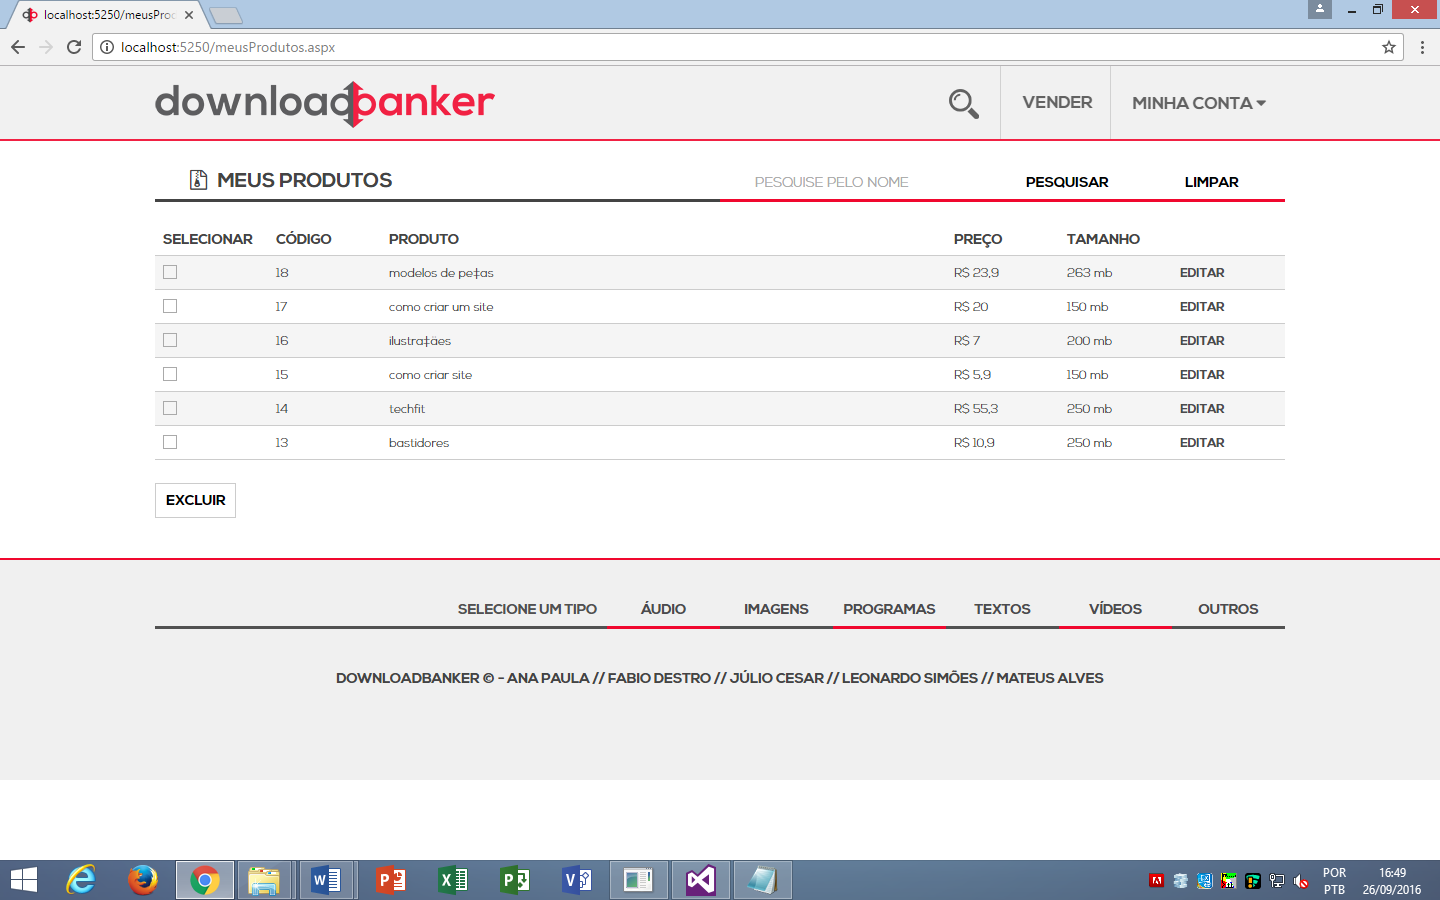 localhost:5250/meusProd
localhost:5250/meusProdutos.aspx
downloadbanker
VENDER
MINHA CONTA
MEUS PRODUTOS
PESQUISE PELO NOME
PESQUISAR
LIMPAR
SELECIONAR CÓDIGO PRODUTO PREÇO TAMANHO
18 modelos de pe‡as R$ 23,9 263 mb EDITAR
17 como criar um site R$ 20 150 mb EDITAR
16 ilustra‡äes R$ 7 200 mb EDITAR
15 como criar site R$ 5,9 150 mb EDITAR
14 techfit R$ 55,3 250 mb EDITAR
13 bastidores R$ 10,9 250 mb EDITAR
EXCLUIR
SELECIONE UM TIPO ÁUDIO IMAGENS PROGRAMAS TEXTOS VÍDEOS OUTROS
DOWNLOADBANKER © - ANA PAULA // FABIO DESTRO // JÚLIO CESAR // LEONARDO SIMÕES // MATEUS ALVES
POR 16:49
PTB 26/09/2016